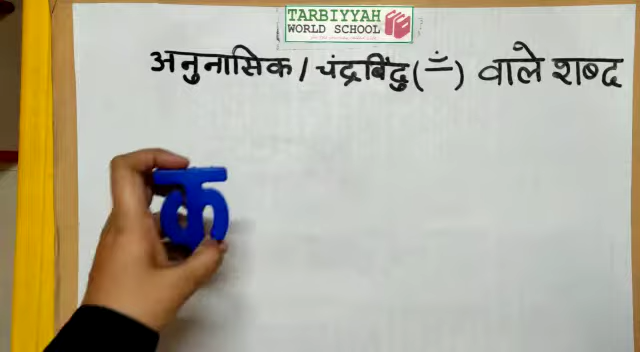 TARBIYYAH
WORLD SCHOOL
अनुनासिक / चंद्रबिंदु (ँ) वाले शब्द
क